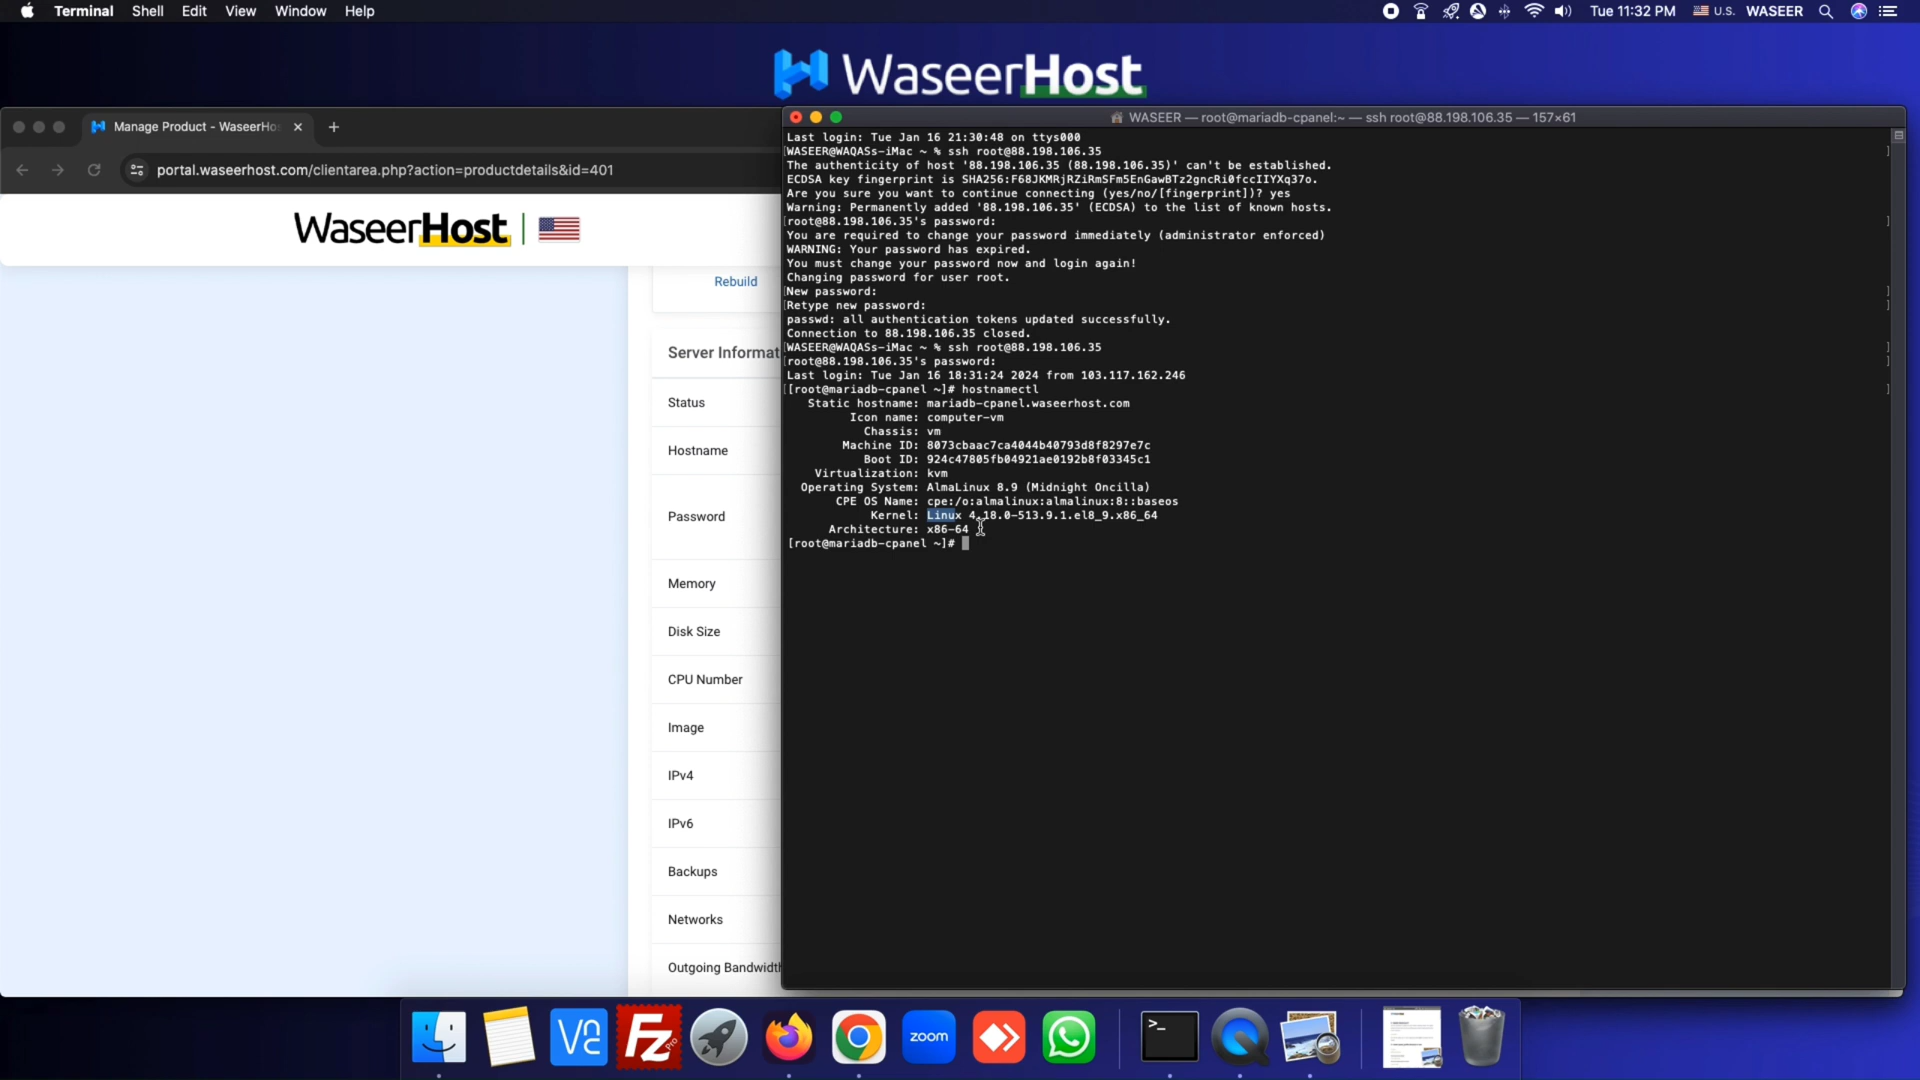 Terminal Shell Edit View Window Help
Tue 11:32 PM U.S. WASEER
WaseerHost
Manage Product - WaseerHo
portal.waseerhost.com/clientarea.php?action=productdetails&id=401
WaseerHost
Rebuild
Server Informat
Status
Hostname
Password
Memory
Disk Size
CPU Number
Image
IPv4
IPv6
Backups
Networks
Outgoing Bandwidth
WASEER — root@mariadb-cpanel:~ — ssh root@88.198.106.35 — 157×61
Last login: Tue Jan 16 21:30:48 on ttys000
WASEER@WAQASs-iMac ~ % ssh root@88.198.106.35
The authenticity of host '88.198.106.35 (88.198.106.35)' can't be established.
ECDSA key fingerprint is SHA256:F68JKMRjRZiRmSFm5EnGawBTz2gncRi0fccIIYXq37o.
Are you sure you want to continue connecting (yes/no/[fingerprint])? yes
Warning: Permanently added '88.198.106.35' (ECDSA) to the list of known hosts.
root@88.198.106.35's password:
You are required to change your password immediately (administrator enforced)
WARNING: Your password has expired.
You must change your password now and login again!
Changing password for user root.
New password:
Retype new password:
passwd: all authentication tokens updated successfully.
Connection to 88.198.106.35 closed.
WASEER@WAQASs-iMac ~ % ssh root@88.198.106.35
root@88.198.106.35's password:
Last login: Tue Jan 16 18:31:24 2024 from 103.117.162.246
[root@mariadb-cpanel ~]# hostnamectl
Static hostname: mariadb-cpanel.waseerhost.com
Icon name: computer-vm
Chassis: vm
Machine ID: 8073cbaac7ca4044b40793d8f8297e7c
Boot ID: 924c47805fb04921ae0192b8f03345c1
Virtualization: kvm
Operating System: AlmaLinux 8.9 (Midnight Oncilla)
CPE OS Name: cpe:/o:almalinux:almalinux:8::baseos
Kernel: Linux 4.18.0-513.9.1.el8_9.x86_64
Architecture: x86-64
[root@mariadb-cpanel ~]#
FZ Pro
zoom
>_